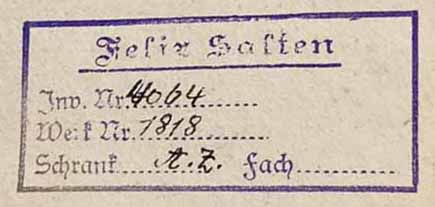 Felix Salten
Inv. Nr. 4064
Werk Nr. 1818
Schrank A.Z. Fach